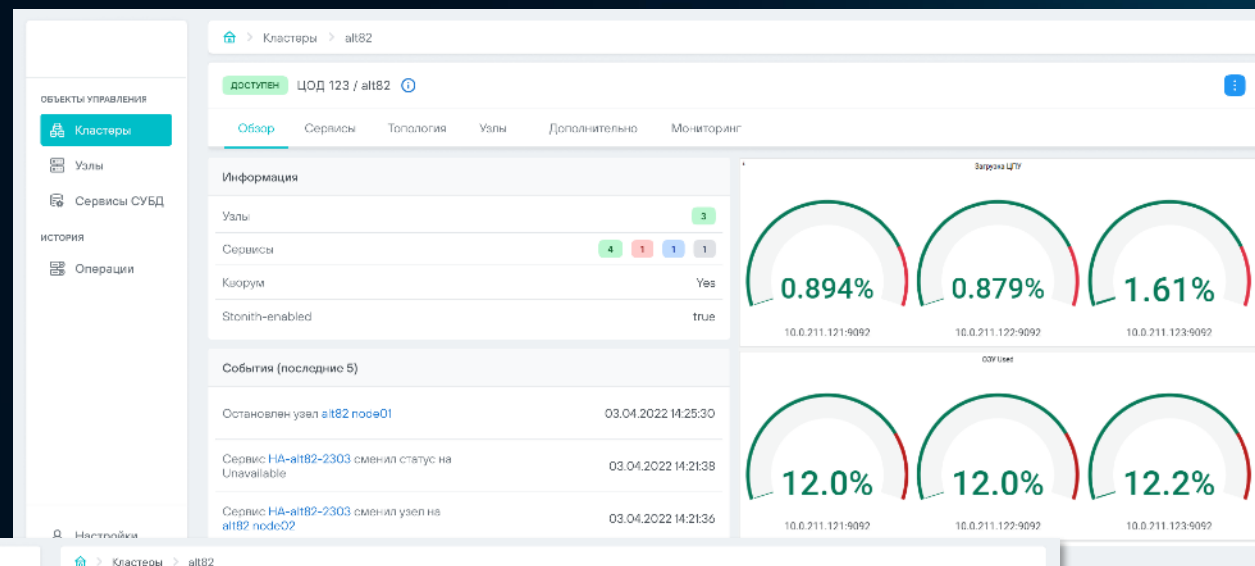 Кластеры > alt82
ДОСТУПЕН ЦОД 123 / alt82
ОБЪЕКТЫ УПРАВЛЕНИЯ
Кластеры
Узлы
Сервисы СУБД
ИСТОРИЯ
Операции
Настройки
Обзор Сервисы Топология Узлы Дополнительно Мониторинг
Информация
Узлы 3
Сервисы 4 1 1 1
Кворум Yes
Stonith-enabled true
События (последние 5)
Остановлен узел alt82 node01 03.04.2022 14:25:30
Сервис HA-alt82-2303 сменил статус на
Unavailable 03.04.2022 14:21:38
Сервис HA-alt82-2303 сменил узел на
alt82 node02 03.04.2022 14:21:36
Загрузка ЦПУ
0.894% 0.879% 1.61%
10.0.211.121:9092 10.0.211.122:9092 10.0.211.123:9092
ОЗУ Used
12.0% 12.0% 12.2%
10.0.211.121:9092 10.0.211.122:9092 10.0.211.123:9092
Кластеры > alt82